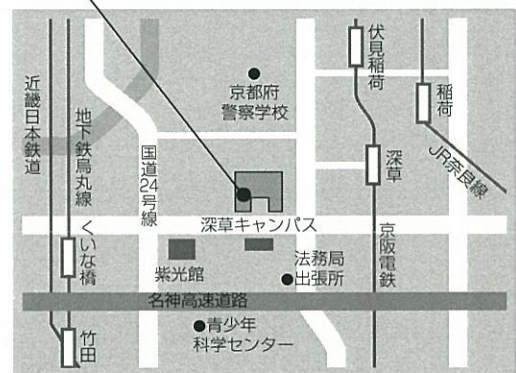 近畿日本鉄道
地下鉄烏丸線
くいな橋
竹田
国道24号線
京都府
警察学校
伏見稲荷
稲荷
深草
JR奈良線
深草キャンパス
紫光館
法務局
出張所
京阪電鉄
名神高速道路
青少年
科学センター